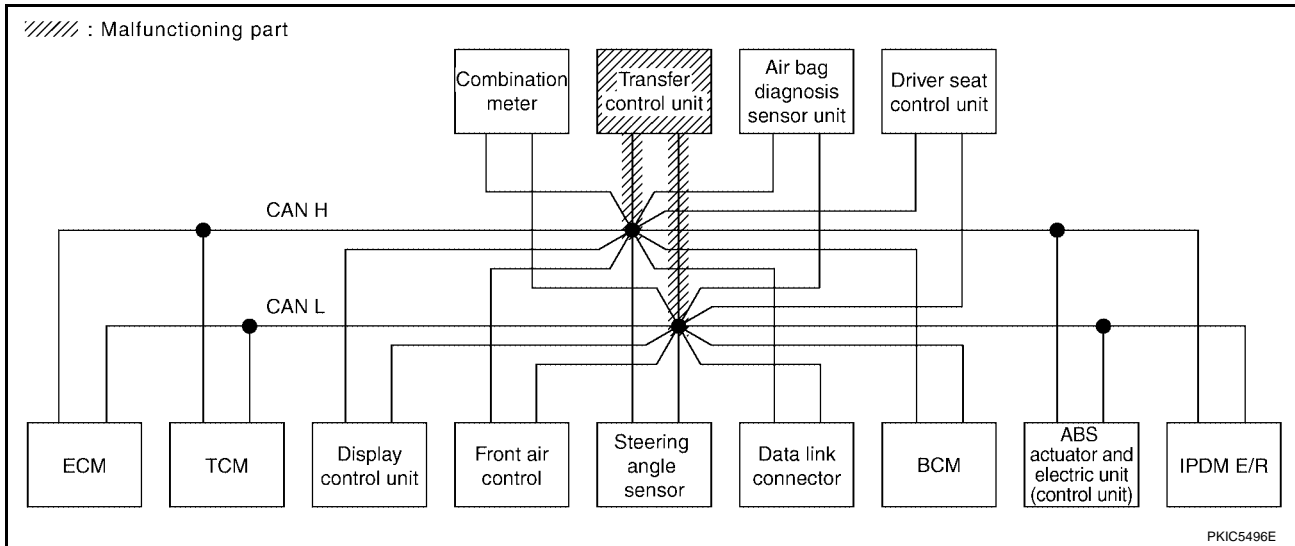 : Malfunctioning part
Combination
meter
Transfer
control unit
Air bag
diagnosis
sensor unit
Driver seat
control unit
CAN H
CAN L
ECM
TCM
Display
control unit
Front air
control
Steering
angle
sensor
Data link
connector
BCM
ABS
actuator and
electric unit
(control unit)
IPDM E/R
PKIC5496E